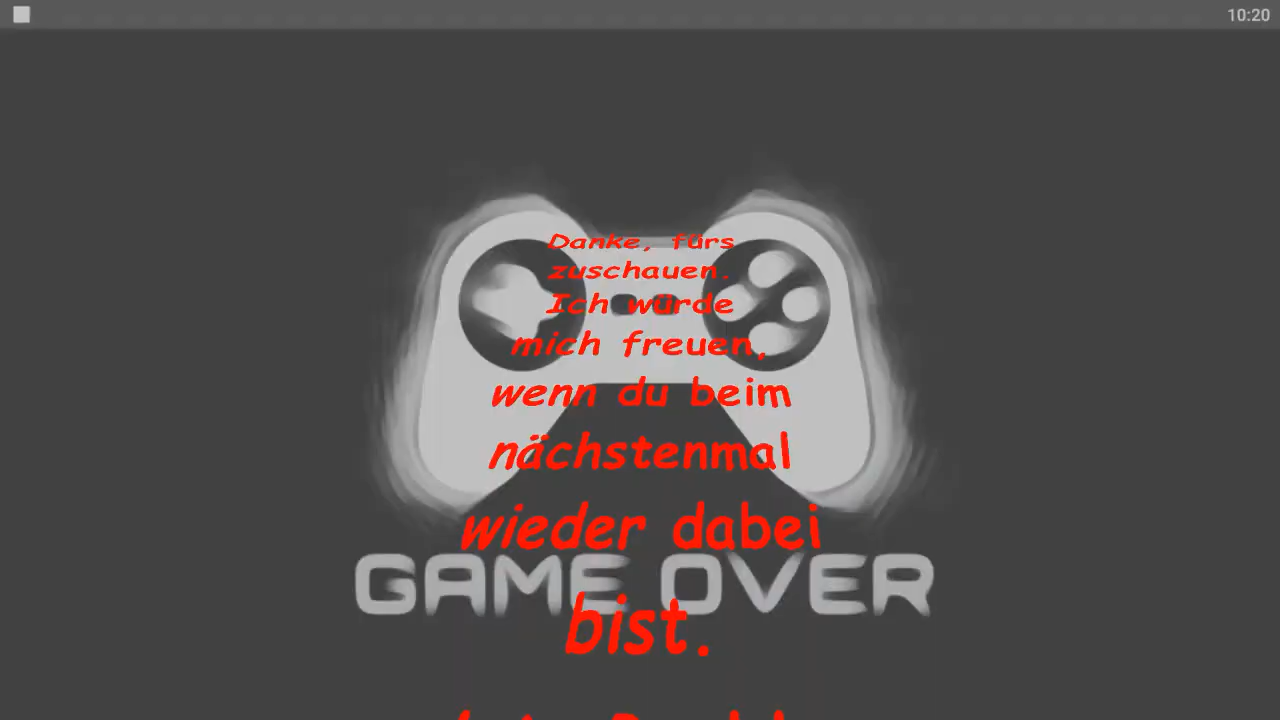 10:20
Danke, fürs
zuschauen.
Ich würde
mich freuen,
wenn du beim
nächstenmal
wieder dabei
GAME OVER
bist.